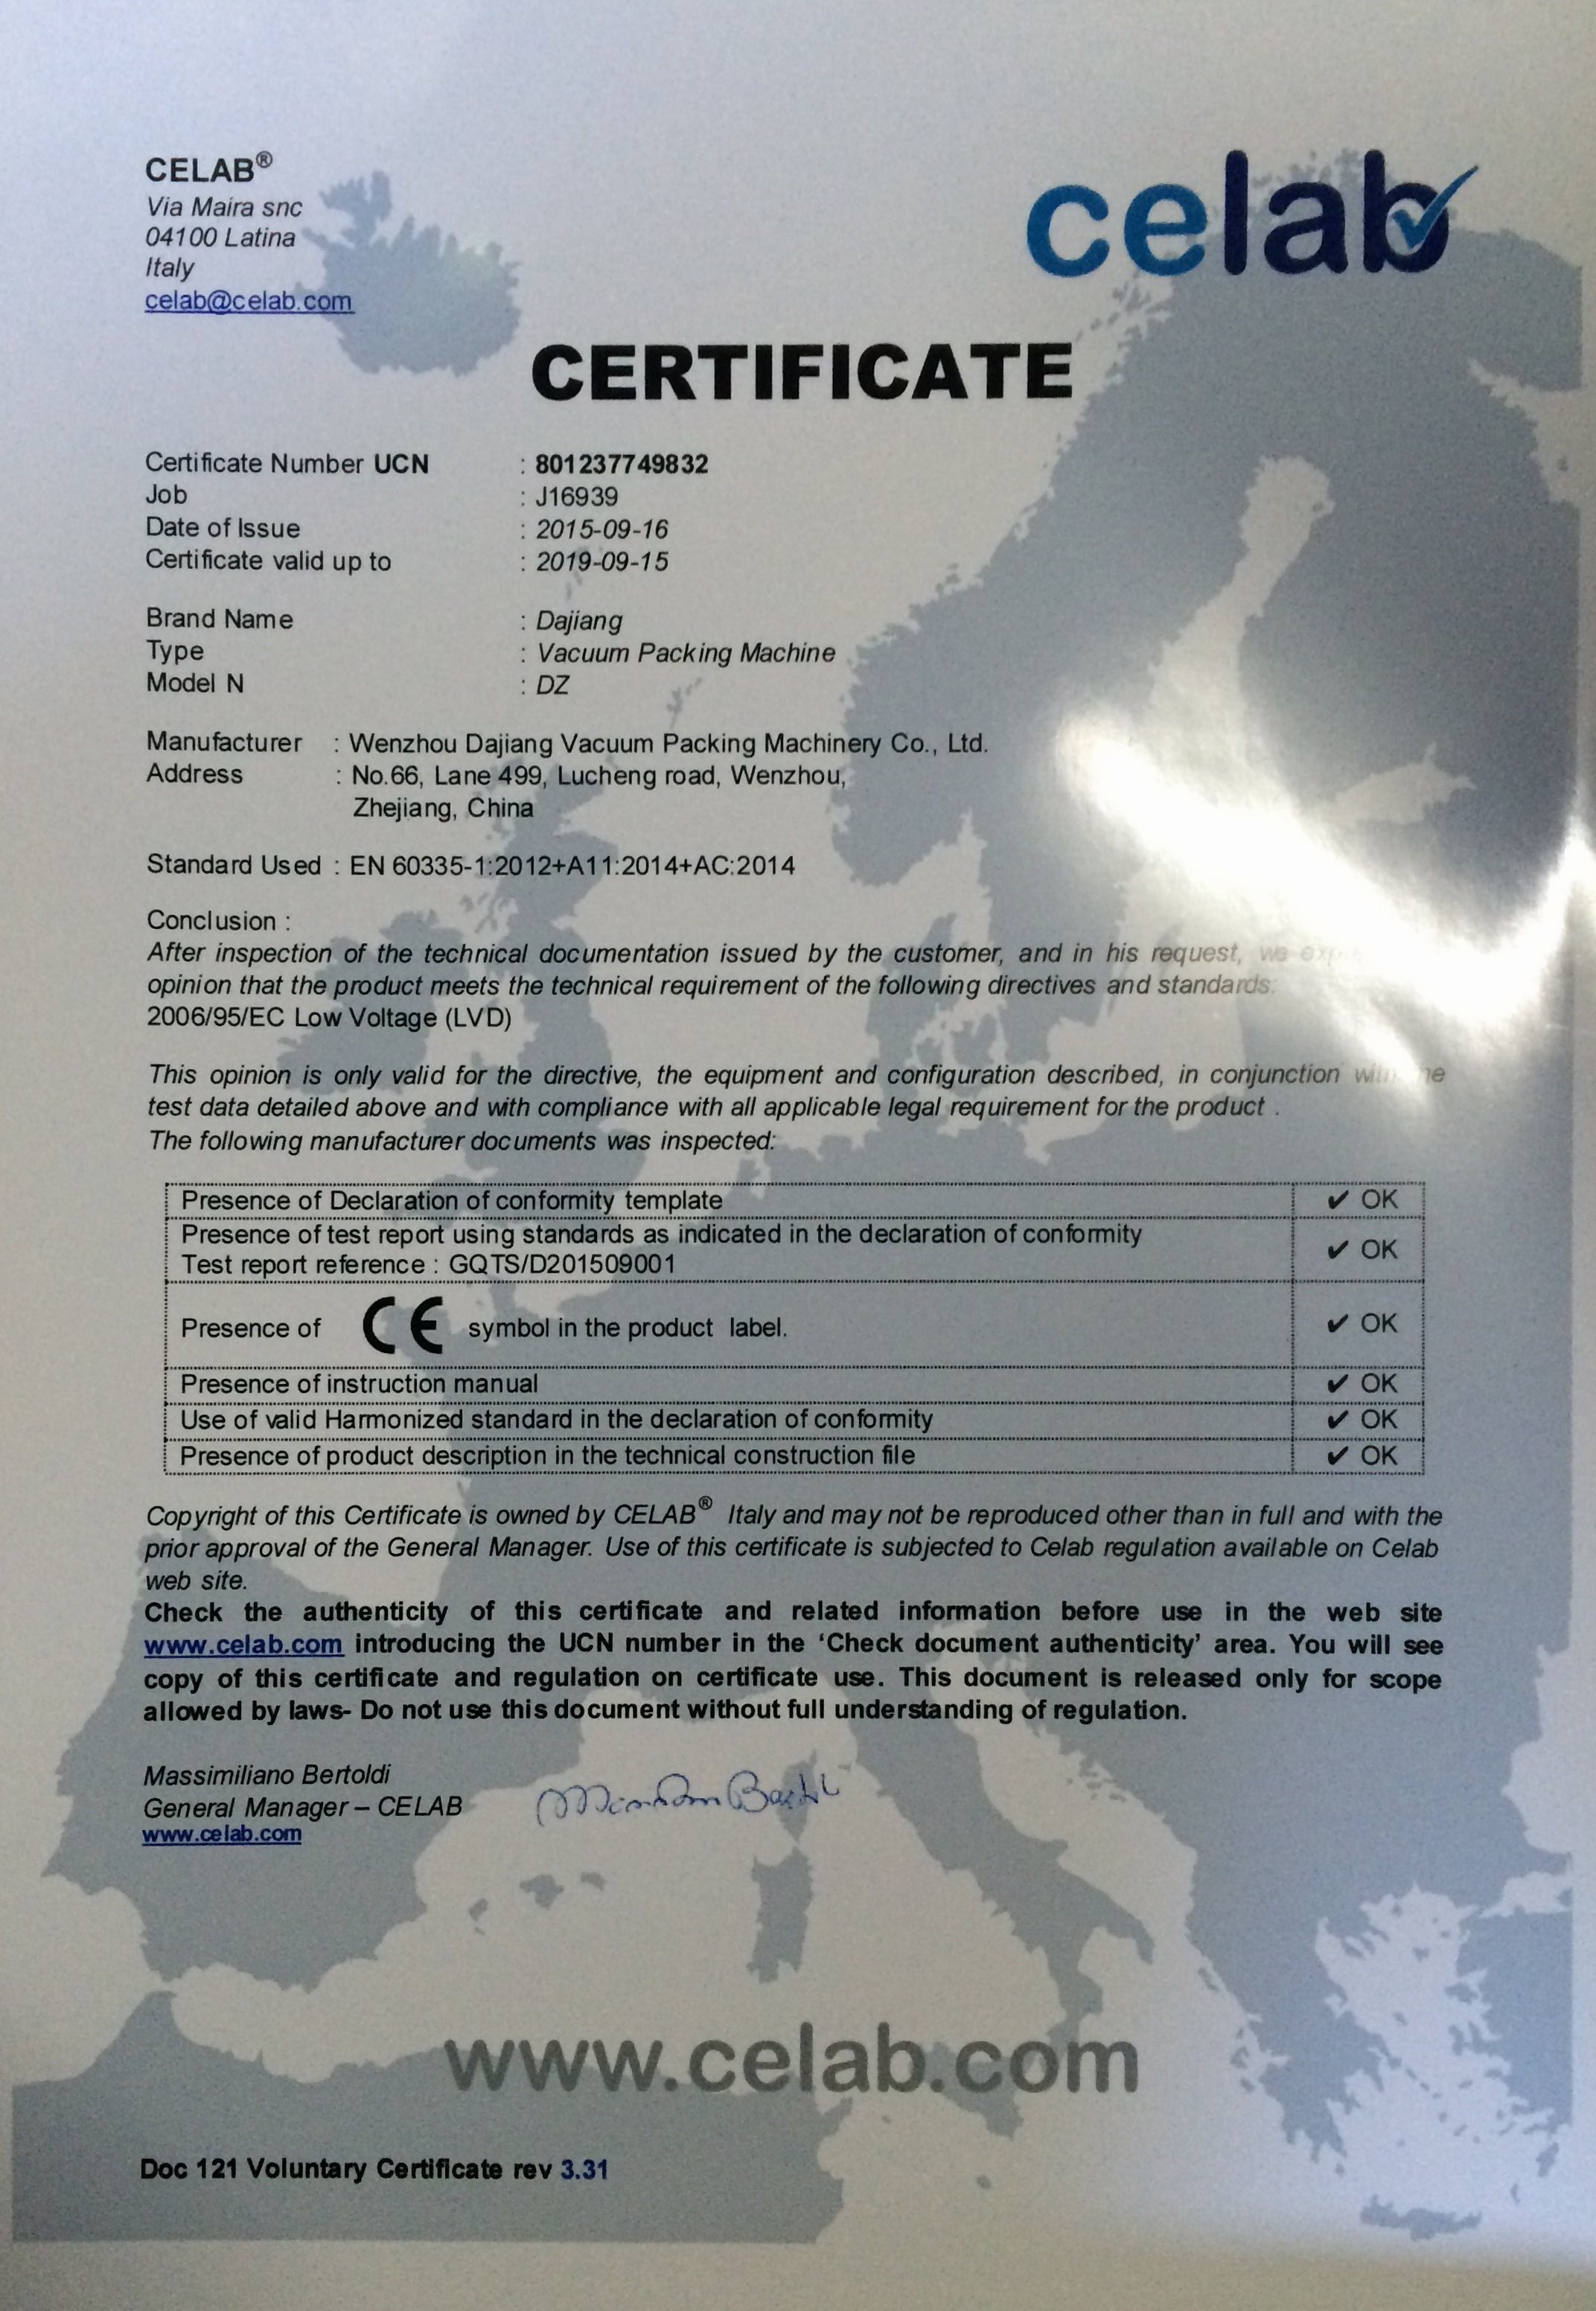 CELAB®
Via Maira snc
04100 Latina
Italy
celab@celab.com
celab
CERTIFICATE
Certificate Number UCN : 801237749832
Job : J16939
Date of Issue : 2015-09-16
Certificate valid up to : 2019-09-15
Brand Name : Dajiang
Type : Vacuum Packing Machine
Model N : DZ
Manufacturer : Wenzhou Dajiang Vacuum Packing Machinery Co., Ltd.
Address : No.66, Lane 499, Lucheng road, Wenzhou,
Zhejiang, China
Standard Used : EN 60335-1:2012+A11:2014+AC:2014
Conclusion :
After inspection of the technical documentation issued by the customer, and in his request, we
opinion that the product meets the technical requirement of the following directives and standards:
2006/95/EC Low Voltage (LVD)
This opinion is only valid for the directive, the equipment and configuration described, in conjunction with the
test data detailed above and with compliance with all applicable legal requirement for the product .
The following manufacturer documents was inspected:
Presence of Declaration of conformity template ✔ OK
Presence of test report using standards as indicated in the declaration of conformity
Test report reference : GQTS/D201509001 ✔ OK
Presence of CE symbol in the product label. ✔ OK
Presence of instruction manual ✔ OK
Use of valid Harmonized standard in the declaration of conformity ✔ OK
Presence of product description in the technical construction file ✔ OK
Copyright of this Certificate is owned by CELAB® Italy and may not be reproduced other than in full and with the
prior approval of the General Manager. Use of this certificate is subjected to Celab regulation available on Celab
web site.
Check the authenticity of this certificate and related information before use in the web site
www.celab.com introducing the UCN number in the ‘Check document authenticity’ area. You will see
copy of this certificate and regulation on certificate use. This document is released only for scope
allowed by laws- Do not use this document without full understanding of regulation.
Massimiliano Bertoldi
General Manager – CELAB
www.celab.com
www.celab.com
Doc 121 Voluntary Certificate rev 3.31